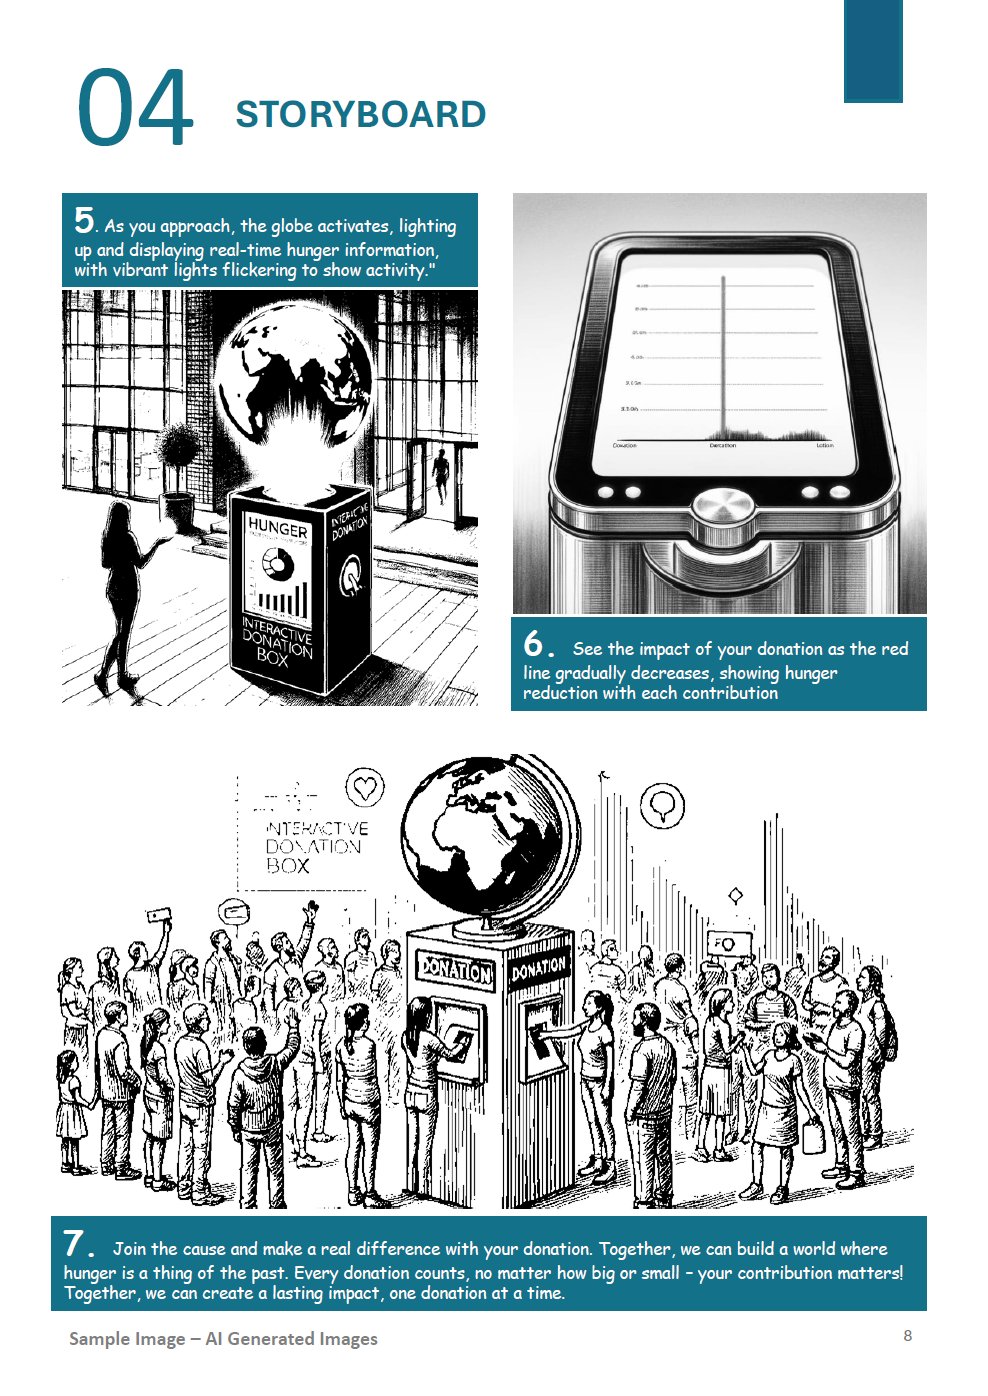 04 STORYBOARD
5. As you approach, the globe activates, lighting
up and displaying real-time hunger information,
with vibrant lights flickering to show activity."
HUNGER
INTERACTIVE
DONATION
BOX
INTERACTIVE
DONATION
Donation
Lotion
6. See the impact of your donation as the red
line gradually decreases, showing hunger
reduction with each contribution
INTERACTIVE
DONATION
BOX
DONATION
DONATION
7. Join the cause and make a real difference with your donation. Together, we can build a world where
hunger is a thing of the past. Every donation counts, no matter how big or small – your contribution matters!
Together, we can create a lasting impact, one donation at a time.
Sample Image – AI Generated Images
8